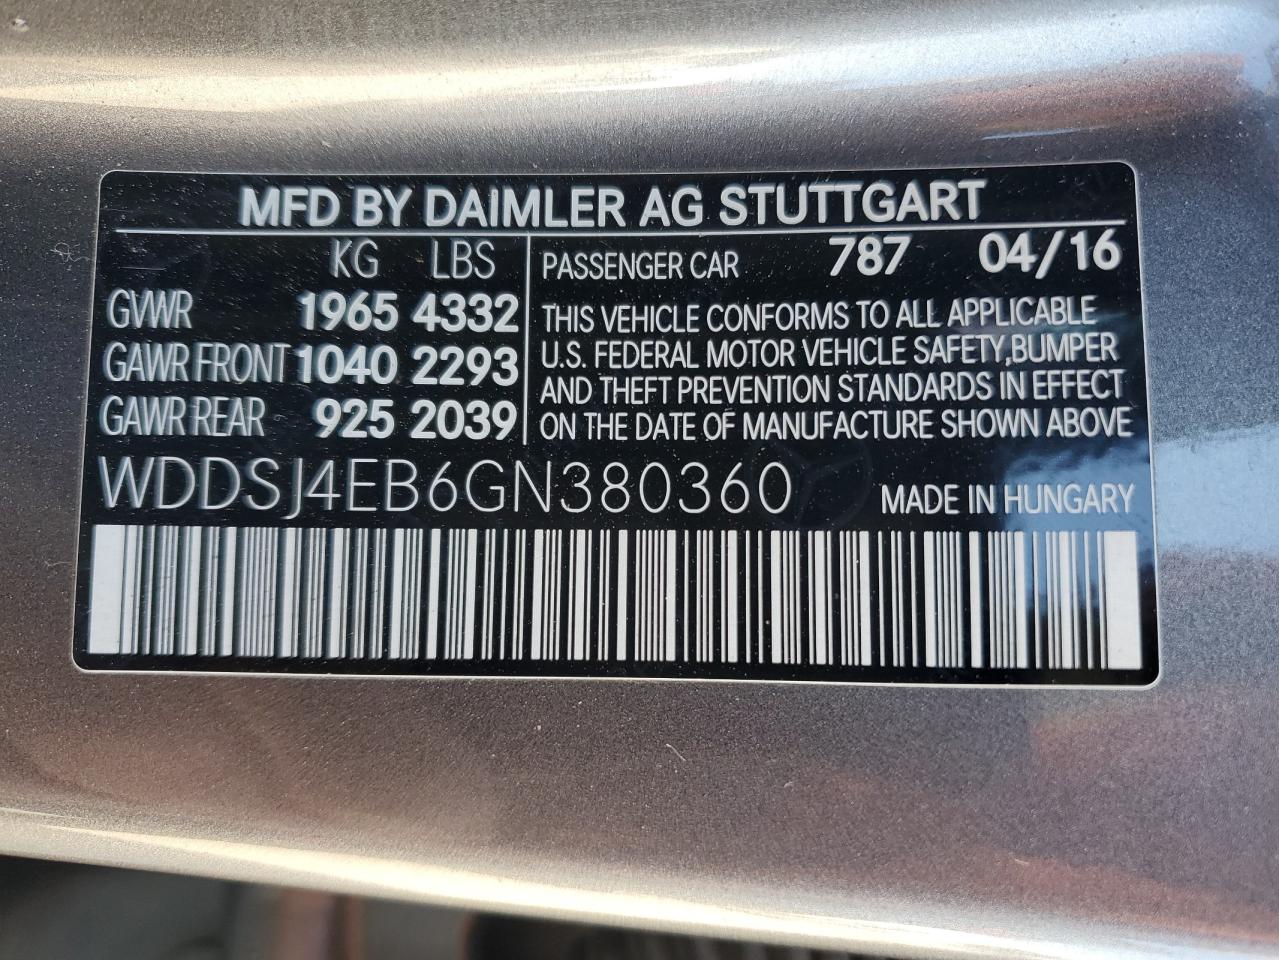 MFD BY DAIMLER AG STUTTGART
KG LBS
GVWR 1965 4332
GAWR FRONT 1040 2293
GAWR REAR 925 2039
PASSENGER CAR 787 04/16
THIS VEHICLE CONFORMS TO ALL APPLICABLE
U.S. FEDERAL MOTOR VEHICLE SAFETY,BUMPER
AND THEFT PREVENTION STANDARDS IN EFFECT
ON THE DATE OF MANUFACTURE SHOWN ABOVE
WDDSJ4EB6GN380360 MADE IN HUNGARY